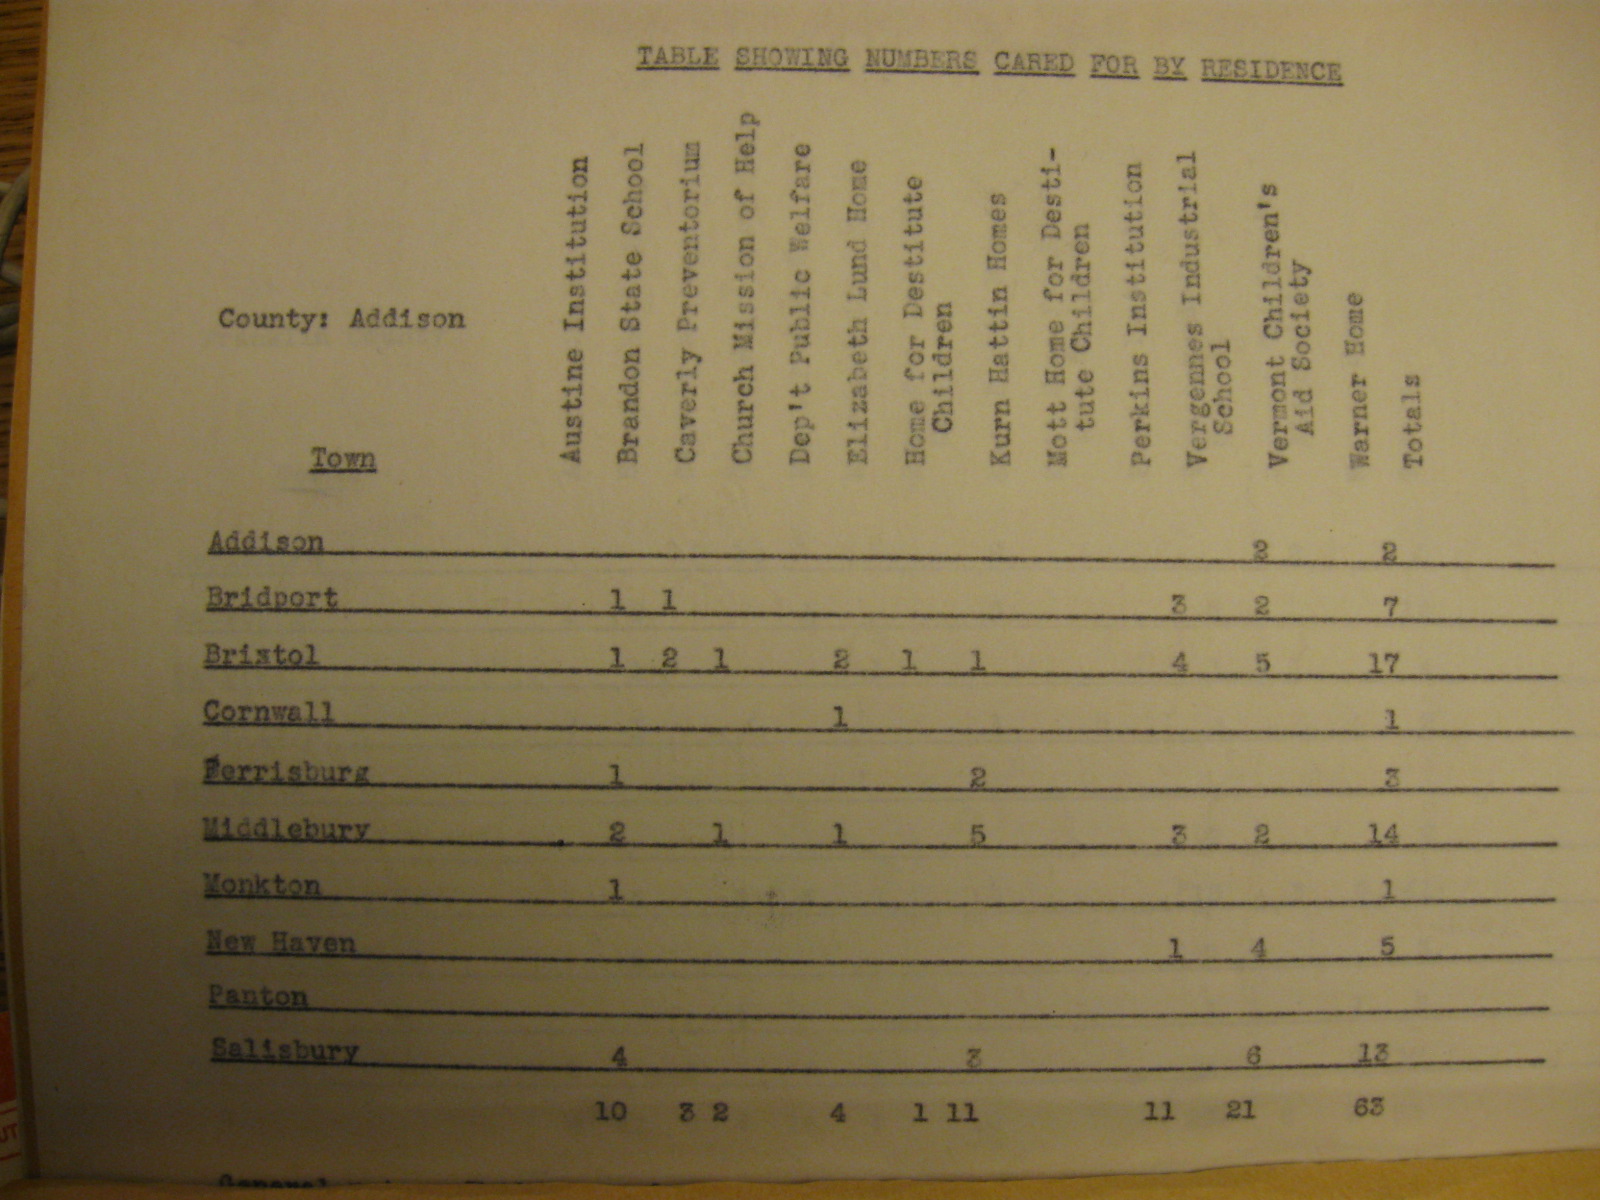 TABLE SHOWING NUMBERS CARED FOR BY RESIDENCE
County: Addison
Town
Austine Institution
Brandon State School
Caverly Preventorium
Church Mission of Help
Dep't Public Welfare
Elizabeth Lund Home
Home for Destitute
Children
Kurn Hattin Homes
Mott Home for Desti-
tute Children
Perkins Institution
Vergennes Industrial
School
Vermont Children's
Aid Society
Warner Home
Totals
Addison 2 2
Bridport 1 1 3 2 7
Bristol 1 2 1 2 1 1 4 5 17
Cornwall 1 1
Ferrisburg 1 2 3
Middlebury 2 1 1 5 3 2 14
Monkton 1 1
New Haven 1 4 5
Panton
Salisbury 4 3 6 13
10 3 2 4 1 11 11 21 63